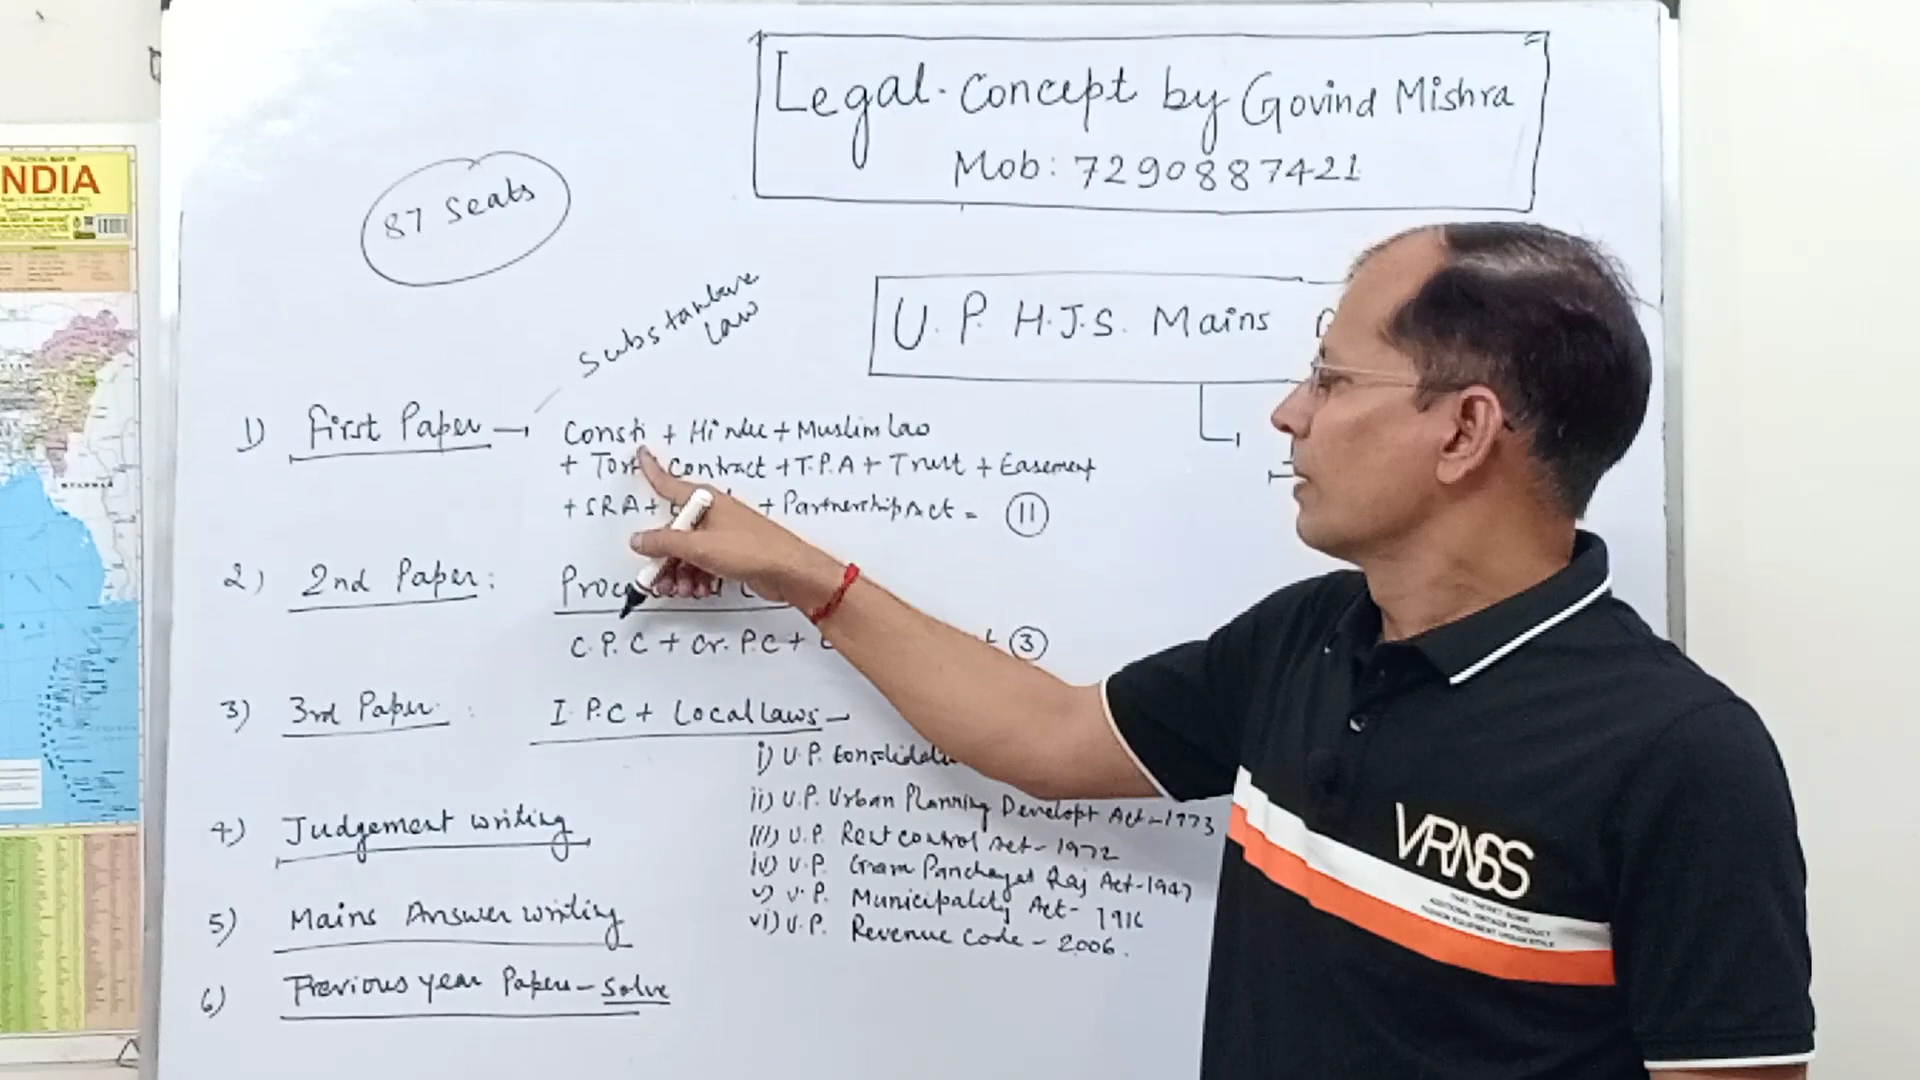 Legal. Concept by Govind Mishra
Mob: 7290887421
87 Seats
U. P. H.J.S. Mains
Substantive
Law
1) First Paper → Consti + Hindu + Muslim Law
+ Tort Contract + T.P.A + Trust + Easement
+ SRA + + Partnership Act = 11
2) 2nd Paper :
C.P.C + Cr.P.C + 3
3) 3rd Paper : I.P.C + Local laws -
i) U.P.
ii) U.P. Urban Planning Developt Act - 1973
iii) U.P. Rent control Act - 1972
iv) U.P. Gram Panchayat Raj Act - 1947
v) U.P. Municipality Act - 1916
vi) U.P. Revenue code - 2006.
4) Judgement writing
5) Mains Answer writing
6) Previous year Papers - solve
NDIA
VRNSS